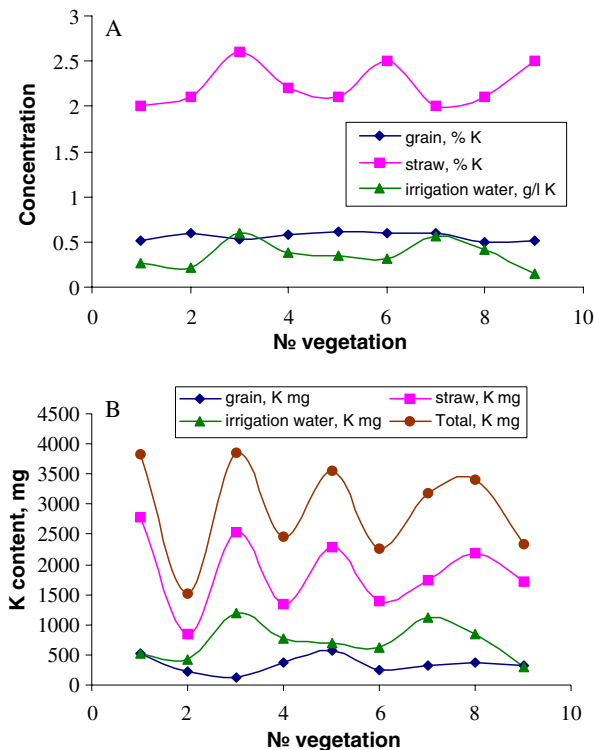 A
3
2.5
2
1.5
1
0.5
0
Concentration
grain, % K
straw, % K
irrigation water, g/l K
0 2 4 6 8 10
№ vegetation
B
grain, K mg straw, K mg
irrigation water, K mg Total, K mg
4500
4000
3500
3000
2500
2000
1500
1000
500
0
K content, mg
0 2 4 6 8 10
№ vegetation